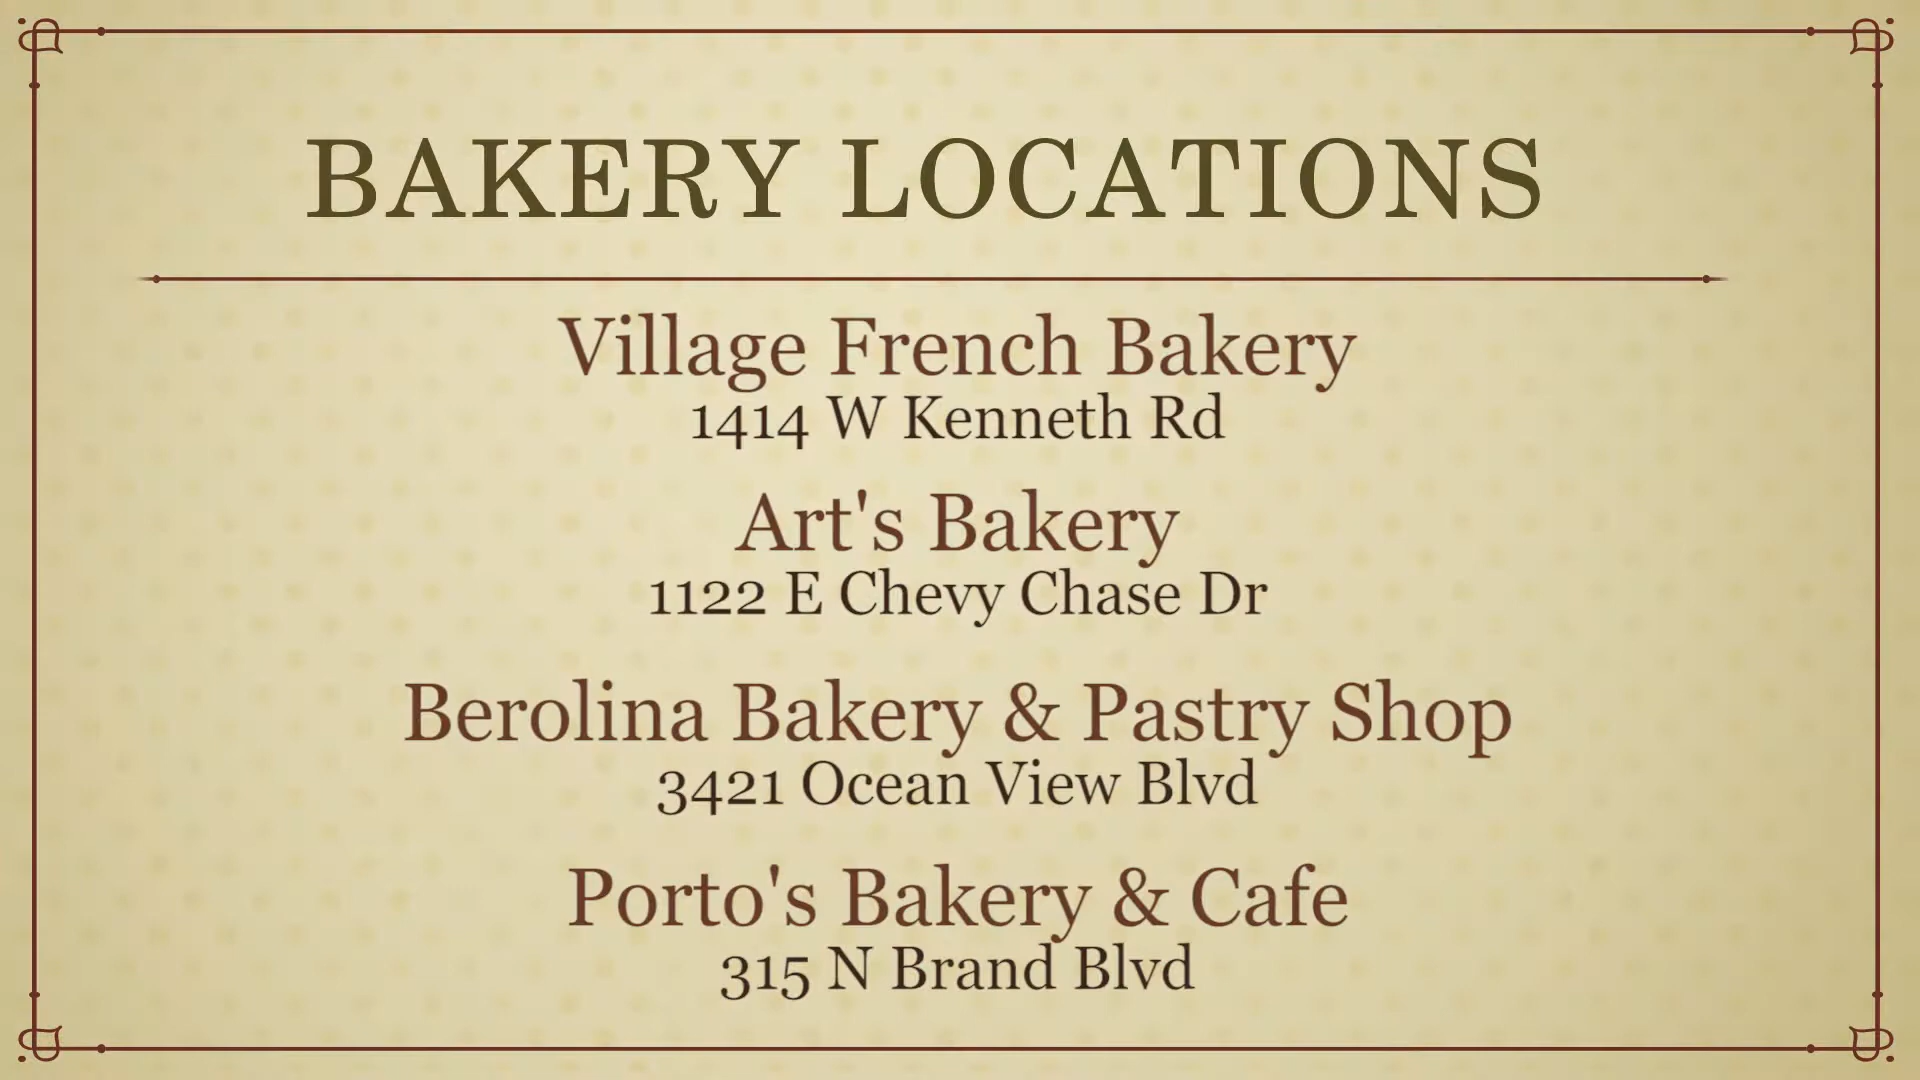 BAKERY LOCATIONS
Village French Bakery
1414 W Kenneth Rd
Art's Bakery
1122 E Chevy Chase Dr
Berolina Bakery & Pastry Shop
3421 Ocean View Blvd
Porto's Bakery & Cafe
315 N Brand Blvd